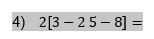 4) 2[3 − 2 5 − 8] =